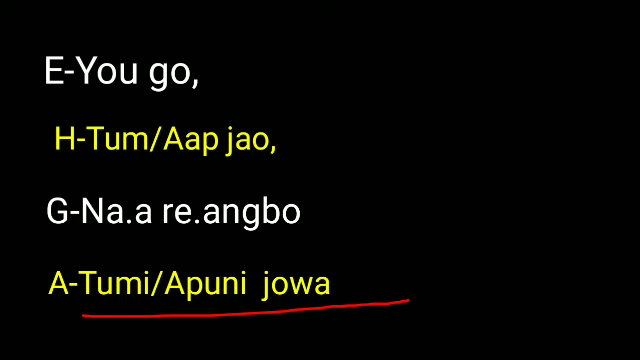 E-You go,
H-Tum/Aap jao,
G-Na.a re.angbo
A-Tumi/Apuni jowa